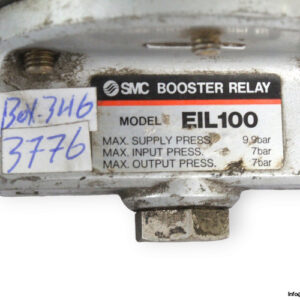 SMC BOOSTER RELAY
MODEL EIL100
MAX. SUPPLY PRESS. 9.9bar
MAX. INPUT PRESS. 7bar
MAX. OUTPUT PRESS. 7bar
Box-3H6
3776